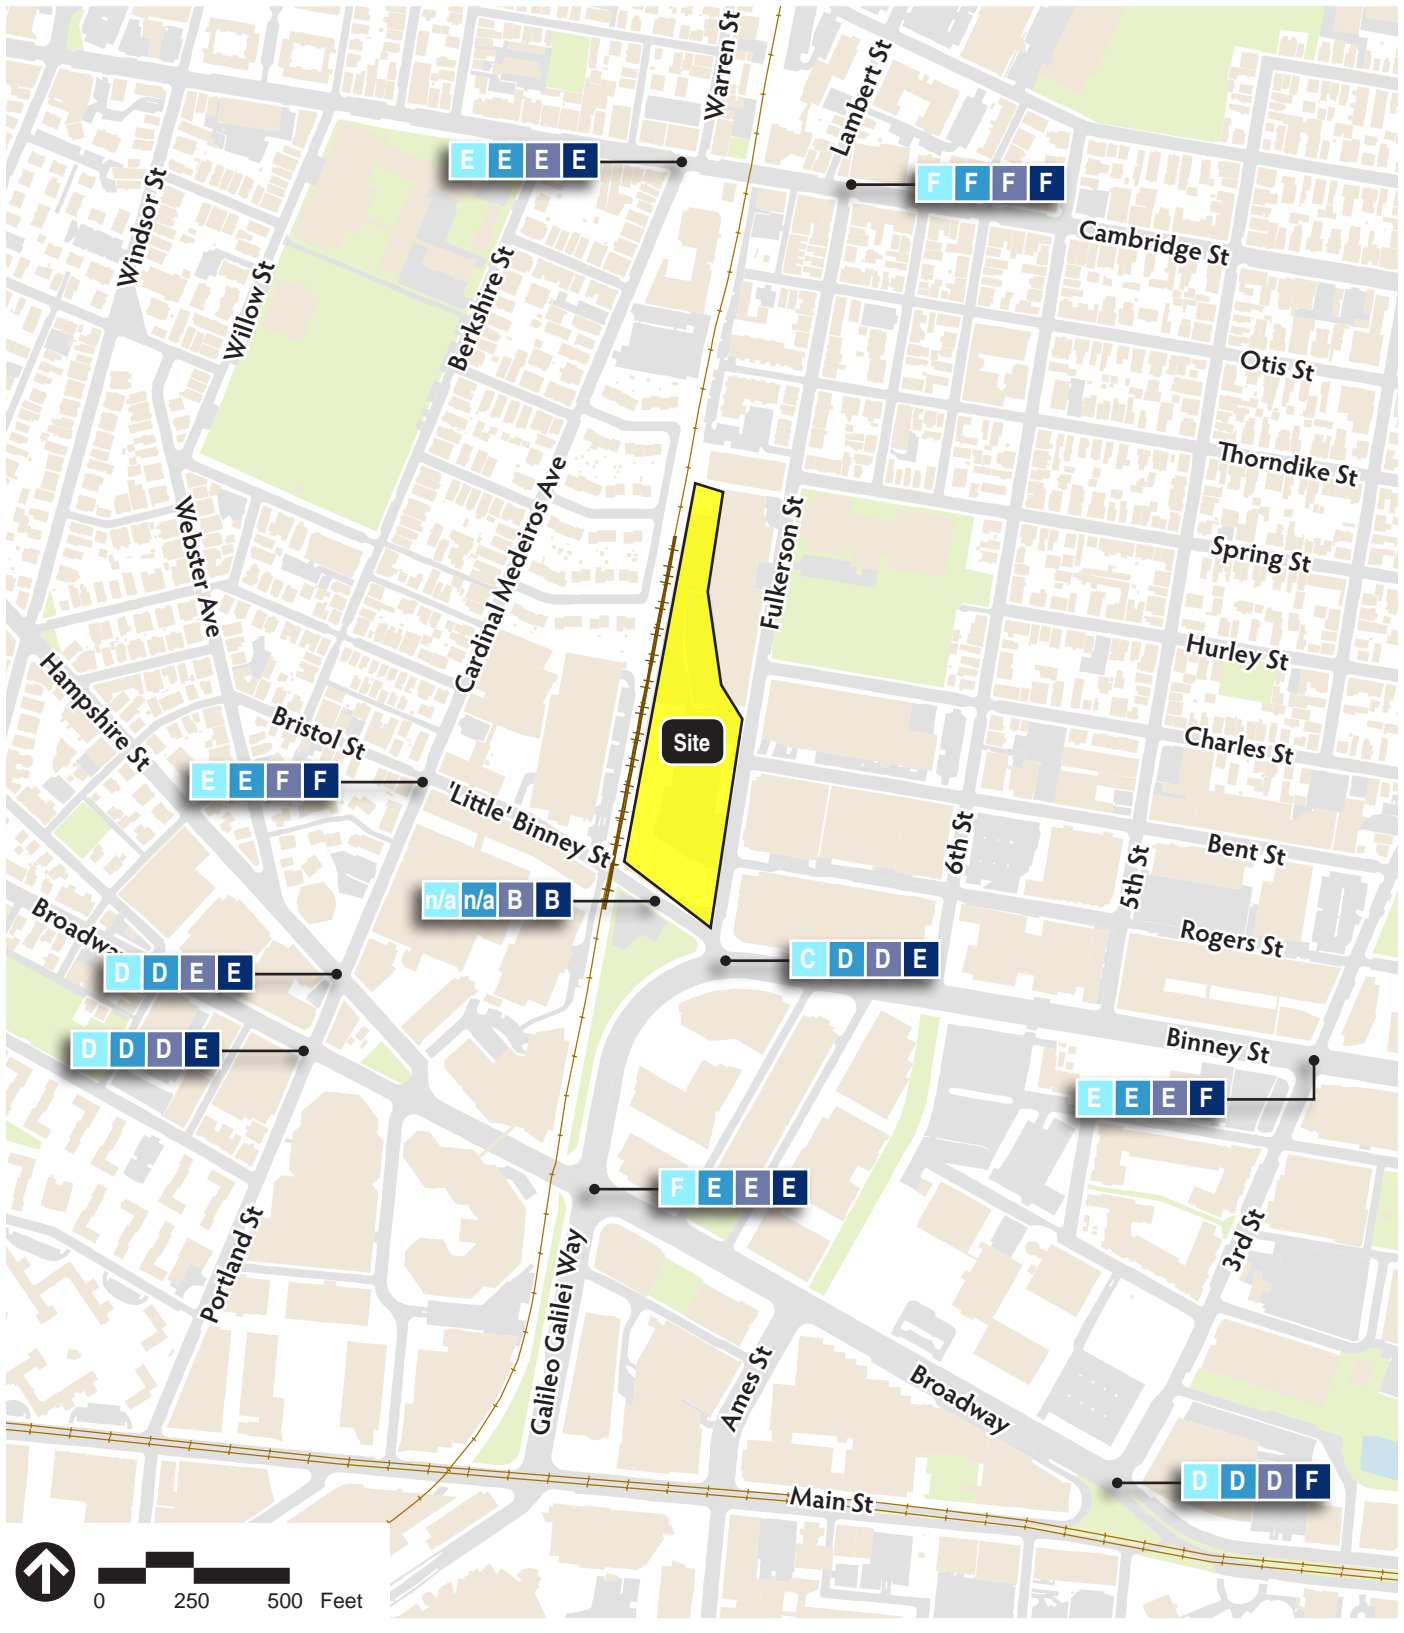 Warren St
Lambert St
E E E E
F F F F
Windsor St
Cambridge St
Willow St
Berkshire St
Otis St
Thorndike St
Cardinal Medeiros Ave
Webster Ave
Fulkerson St
Spring St
Hurley St
Hampshire St
Bristol St
Site
Charles St
E E F F
'Little' Binney St
6th St
Bent St
5th St
n/a n/a B B
Broadway
Rogers St
D D E E
C D D E
D D D E
Binney St
E E E F
F E E E
Portland St
3rd St
Galileo Galilei Way
Ames St
Broadway
D D D F
Main St
0 250 500 Feet